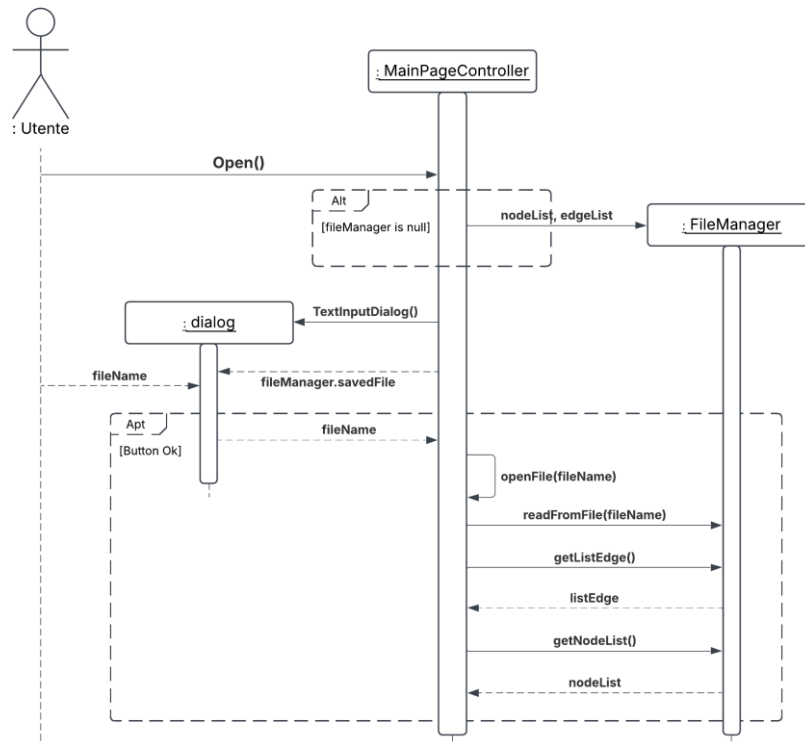 : MainPageController
: Utente
Open()
Alt
[fileManager is null]
nodeList, edgeList
: FileManager
: dialog
TextInputDialog()
fileName
fileManager.savedFile
Apt
[Button Ok]
fileName
openFile(fileName)
readFromFile(fileName)
getListEdge()
listEdge
getNodeList()
nodeList